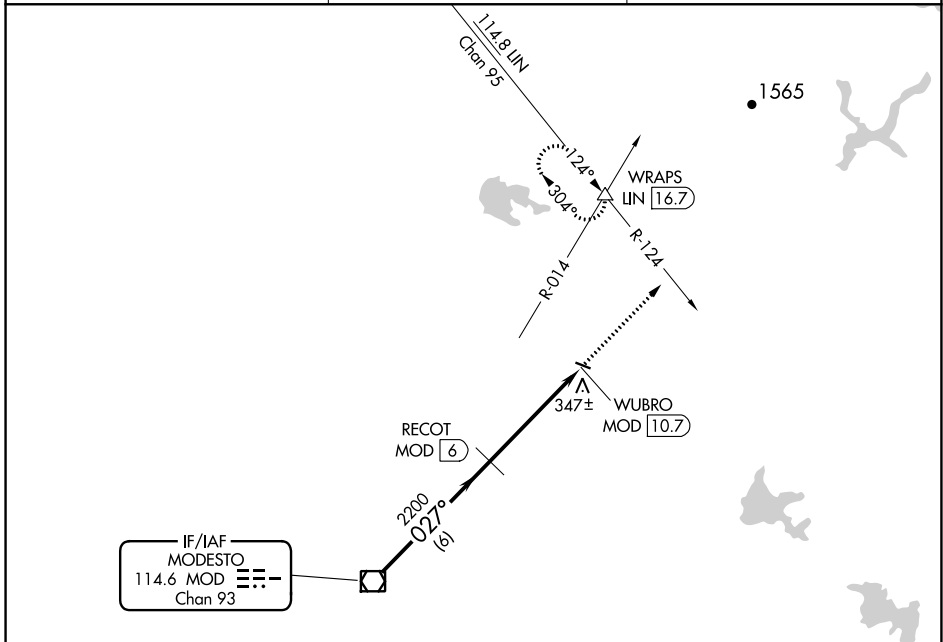 114.8 LIN
Chan 95
1565
124°
304°
WRAPS
LIN 16.7
R-124
R-014
347±
WUBRO
MOD 10.7
RECOT
MOD 6
2200
027°
(6)
IF/IAF
MODESTO
114.6 MOD
Chan 93